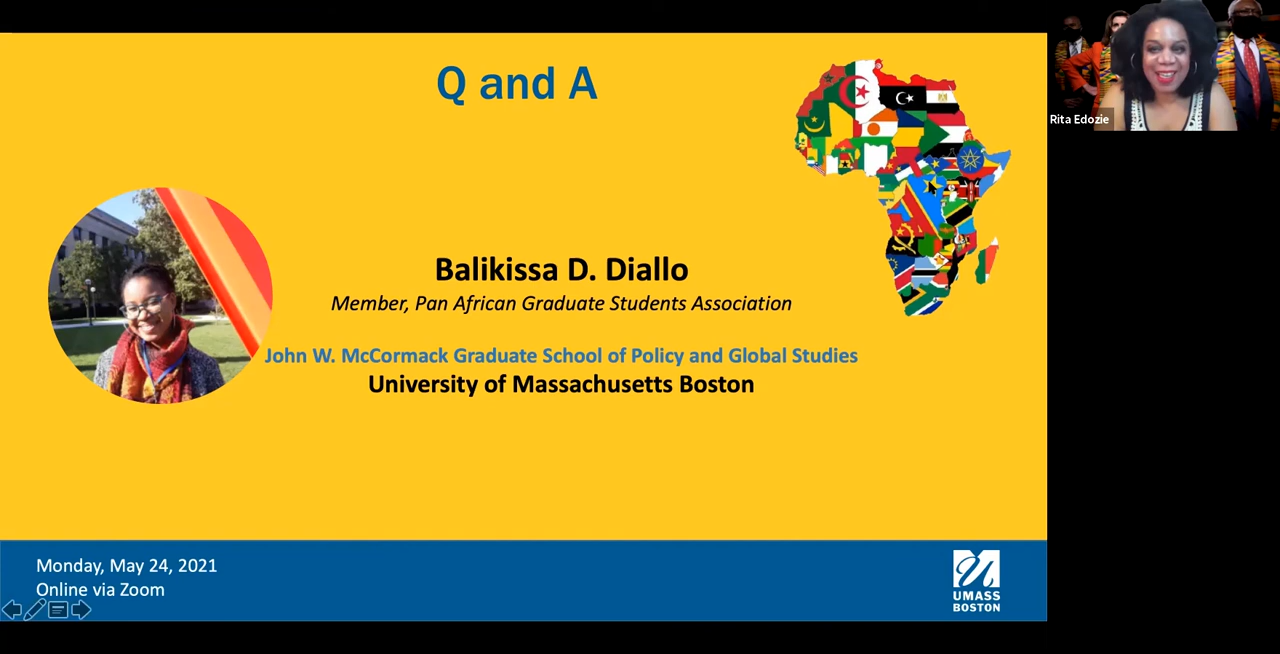 Q and A
Rita Edozie
Balikissa D. Diallo
Member, Pan African Graduate Students Association
John W. McCormack Graduate School of Policy and Global Studies
University of Massachusetts Boston
Monday, May 24, 2021
Online via Zoom
UMASS
BOSTON